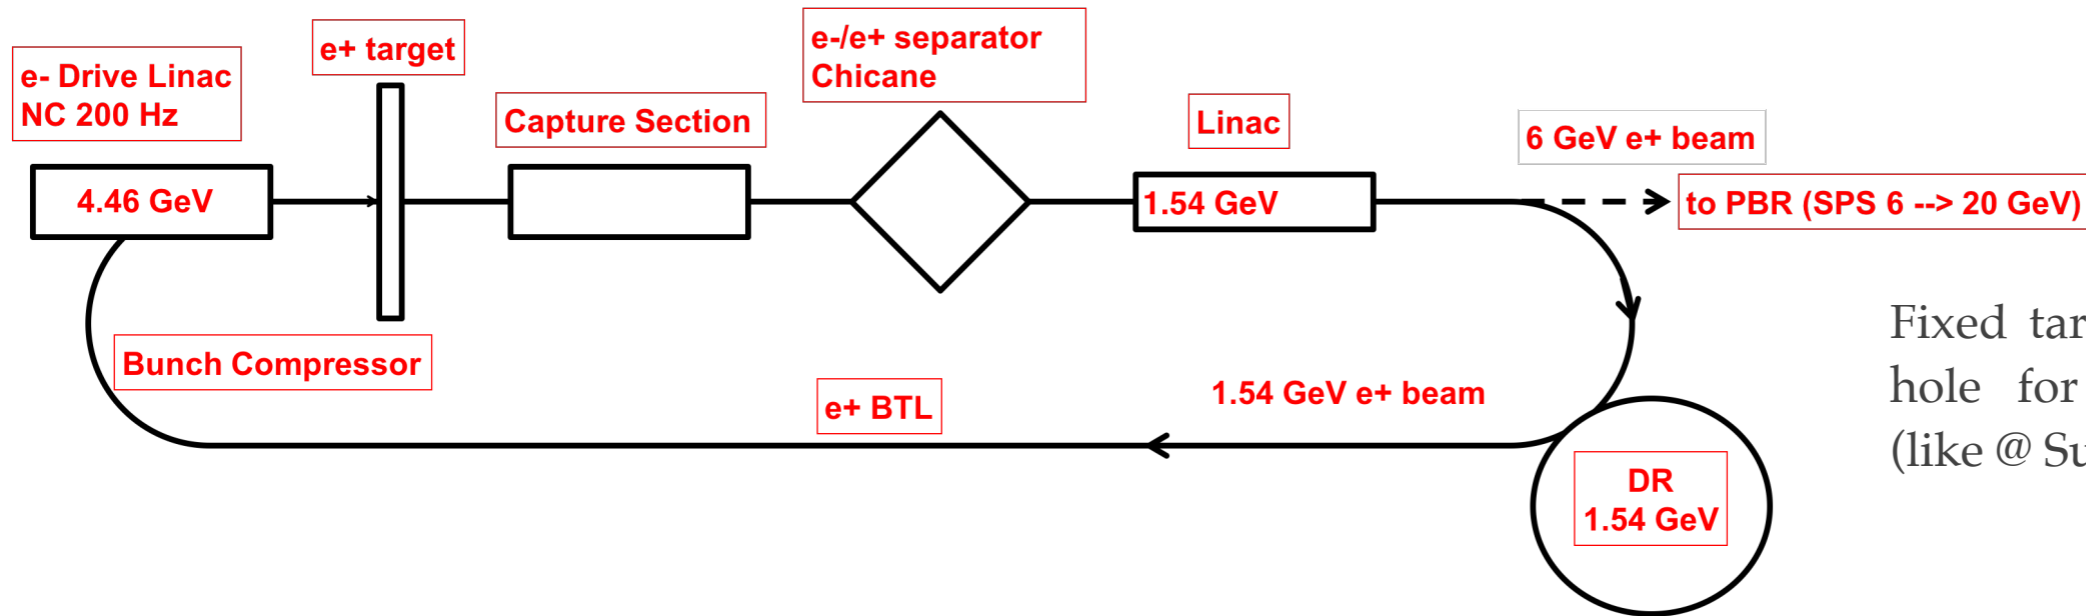 e- Drive Linac
NC 200 Hz
e+ target
e-/e+ separator
Chicane
Capture Section
Linac
6 GeV e+ beam
4.46 GeV
1.54 GeV
to PBR (SPS 6 --> 20 GeV)
Bunch Compressor
e+ BTL
1.54 GeV e+ beam
DR
1.54 GeV
Fixed
hole for
(like @